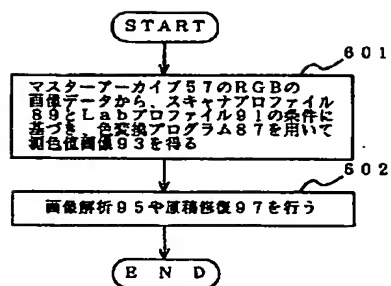 START
601
マスターアーカイブ57のRGBの
画像データから、スキャナプロファイル
89とLabプロファイル91の条件に
基づき、色変換プログラム87を用いて
測色値画像93を得る
602
画像解析95や原稿修復97を行う
END